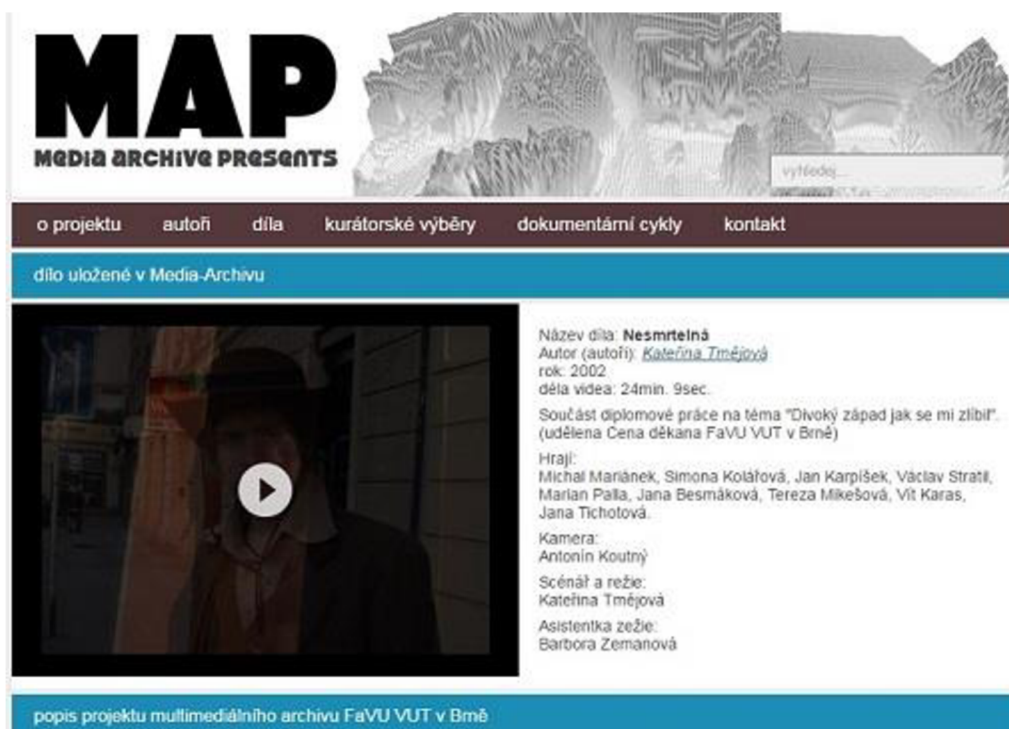 MAP
MEDIA ARCHIVE PRESENTS
vyhledej...
o projektu autoři díla kurátorské výběry dokumentární cykly kontakt
dílo uložené v Media-Archivu
Název díla: Nesmrtelná
Autor (autoři): Kateřina Tmějová
rok: 2002
déla videa: 24min. 9sec.
Součást diplomové práce na téma "Divoký západ jak se mi zlíbil".
(udělena Cena děkana FaVU VUT v Brně)
Hrají:
Michal Mariánek, Simona Kolářová, Jan Karpíšek, Václav Stratil,
Marian Palla, Jana Besmáková, Tereza Mikešová, Vít Karas,
Jana Tichotová.
Kamera:
Antonín Koutný
Scénář a režie:
Kateřina Tmějová
Asistentka zežie:
Barbora Zemanová
popis projektu multimediálního archivu FaVU VUT v Brně